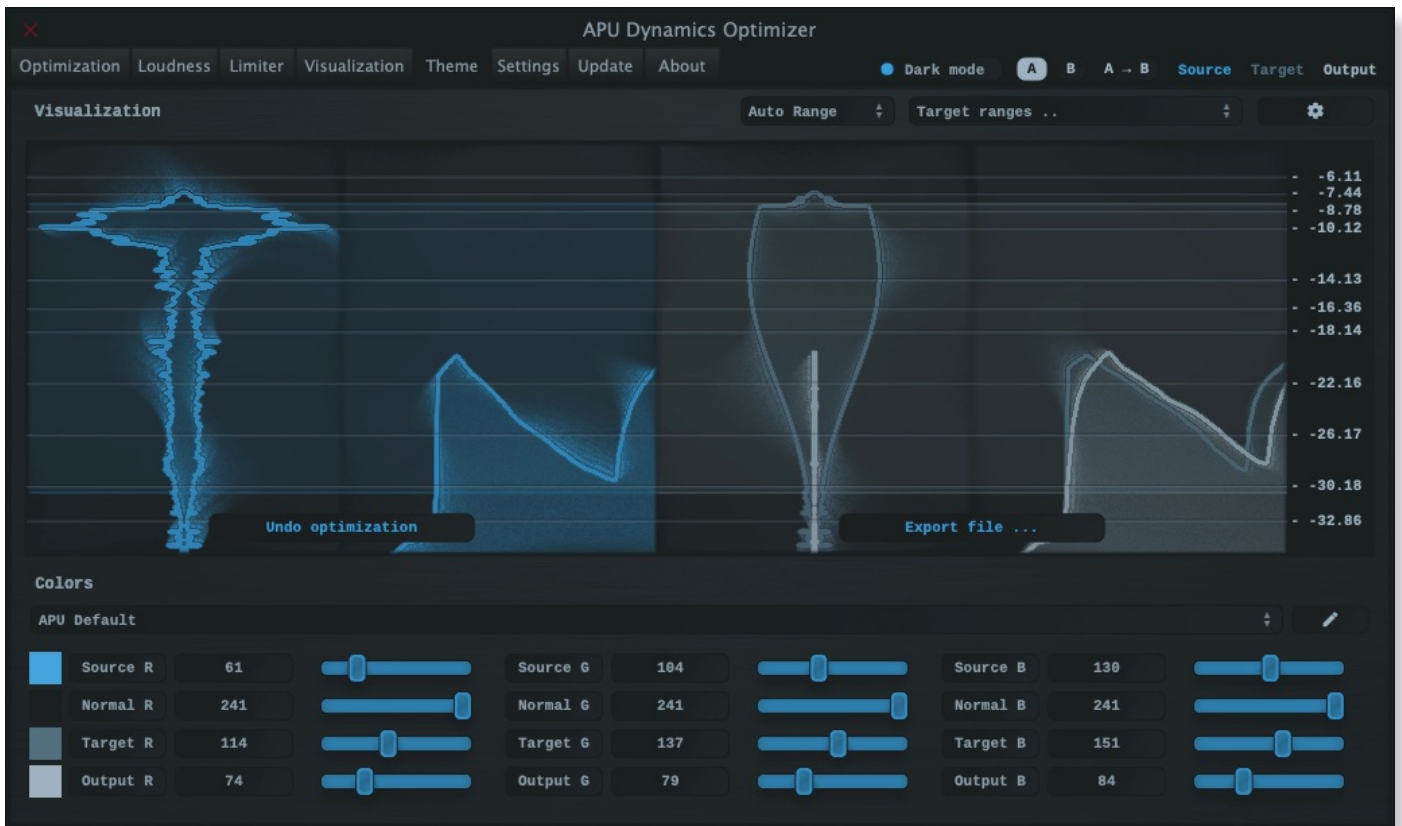 APU Dynamics Optimizer
Optimization Loudness Limiter Visualization Theme Settings Update About Dark mode A B A → B Source Target Output
Visualization Auto Range Target ranges ..
- -6.11
- -7.44
- -8.78
- -10.12
- -14.13
- -16.36
- -18.14
- -22.16
- -26.17
- -30.18
- -32.86
Undo optimization Export file ...
Colors
APU Default
Source R 61 Source G 104 Source B 130
Normal R 241 Normal G 241 Normal B 241
Target R 114 Target G 137 Target B 151
Output R 74 Output G 79 Output B 84